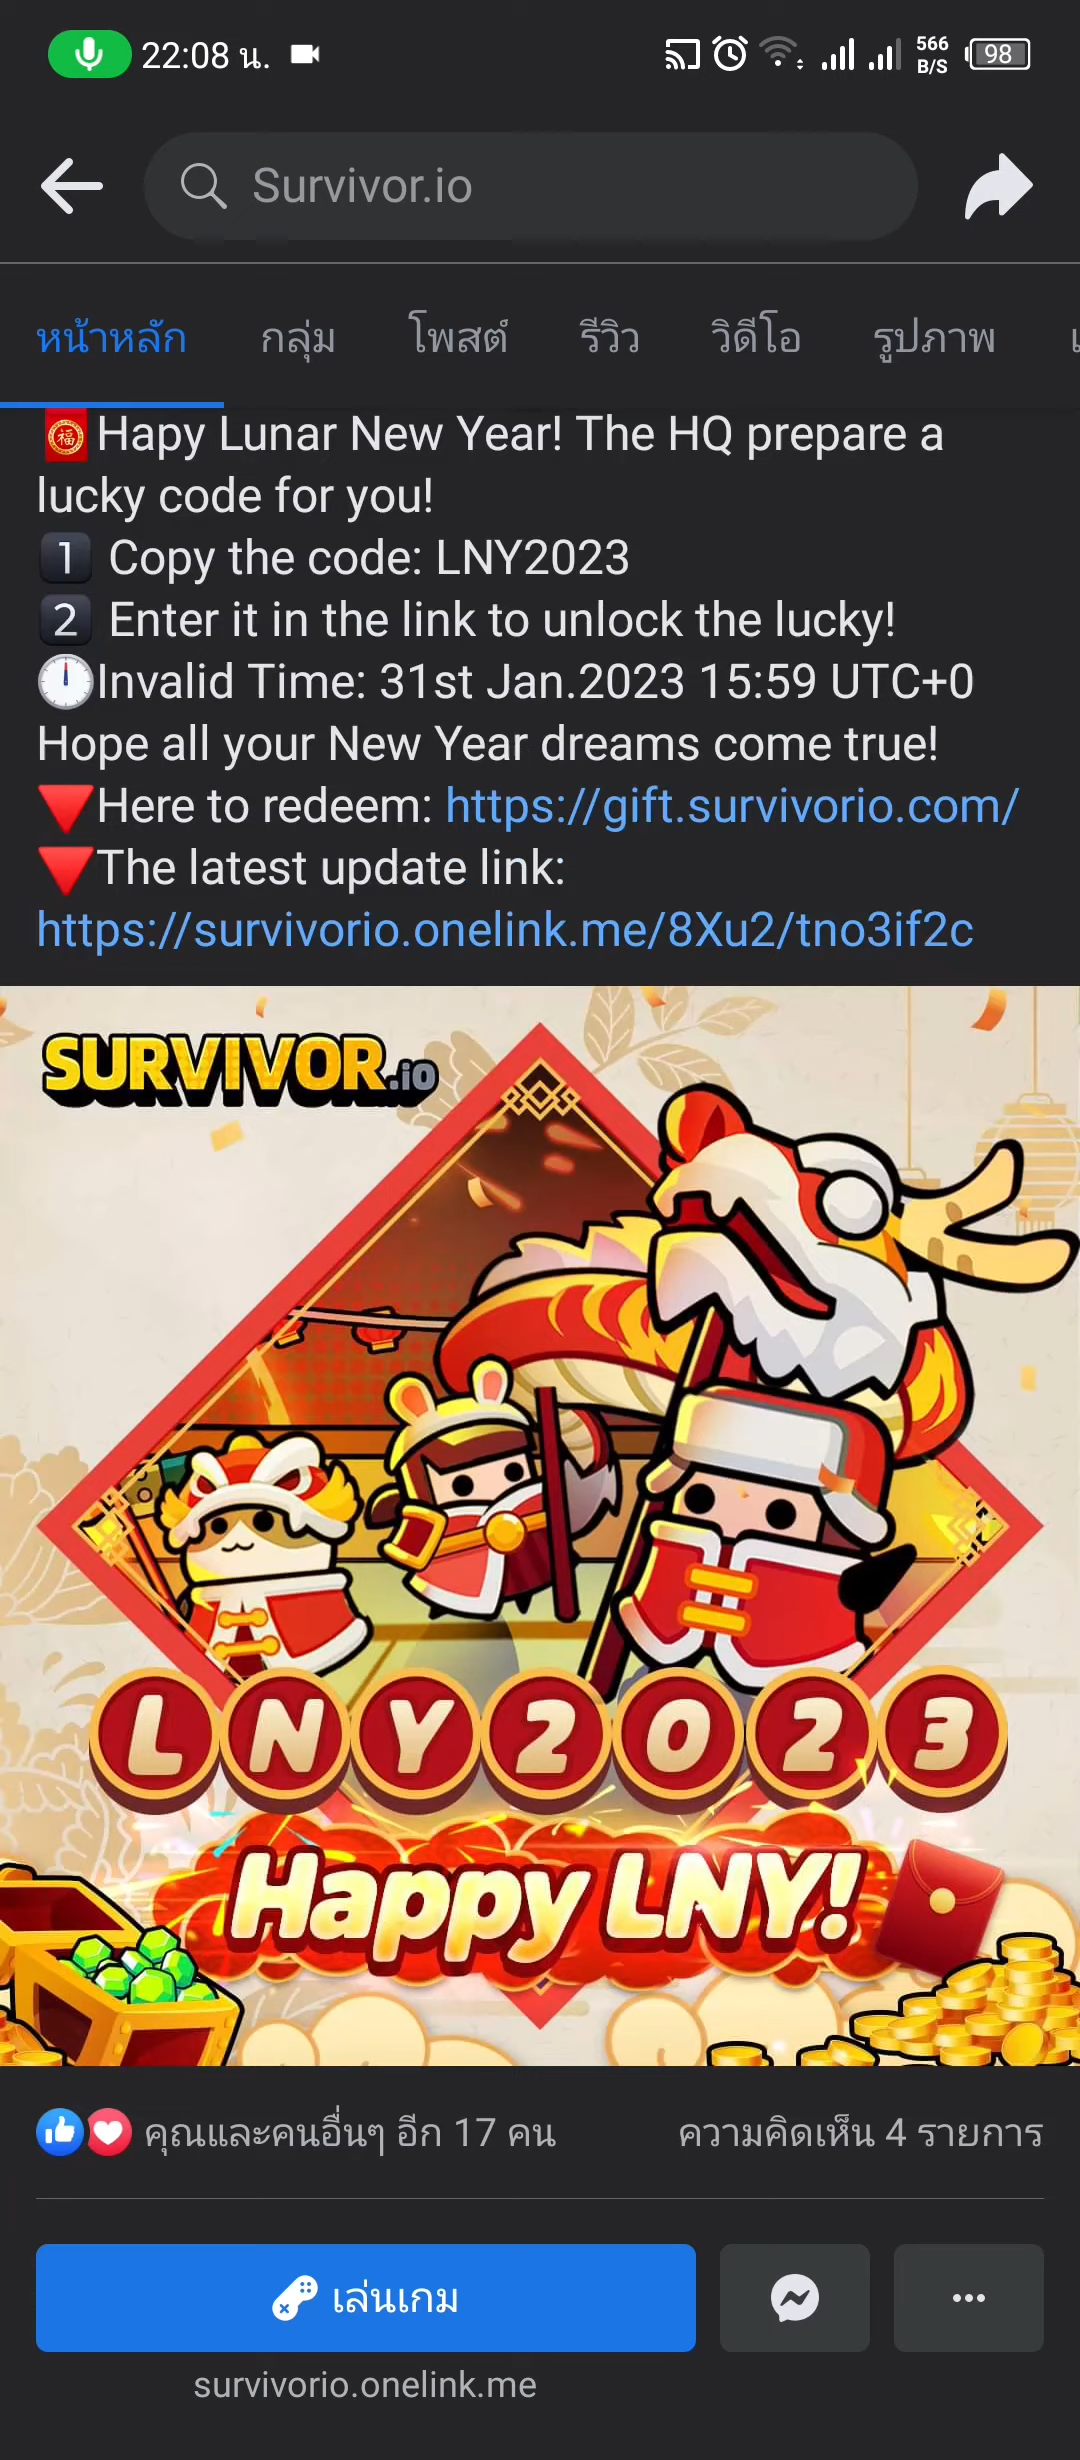 22:08 น.
566
B/S
98
Survivor.io
หน้าหลัก กลุ่ม โพสต์ รีวิว วิดีโอ รูปภาพ
福 Hapy Lunar New Year! The HQ prepare a
lucky code for you!
1 Copy the code: LNY2023
2 Enter it in the link to unlock the lucky!
Invalid Time: 31st Jan.2023 15:59 UTC+0
Hope all your New Year dreams come true!
Here to redeem: https://gift.survivorio.com/
The latest update link:
https://survivorio.onelink.me/8Xu2/tno3if2c
SURVIVOR.io
LNY2023
Happy LNY!
คุณและคนอื่นๆ อีก 17 คน ความคิดเห็น 4 รายการ
เล่นเกม
survivorio.onelink.me